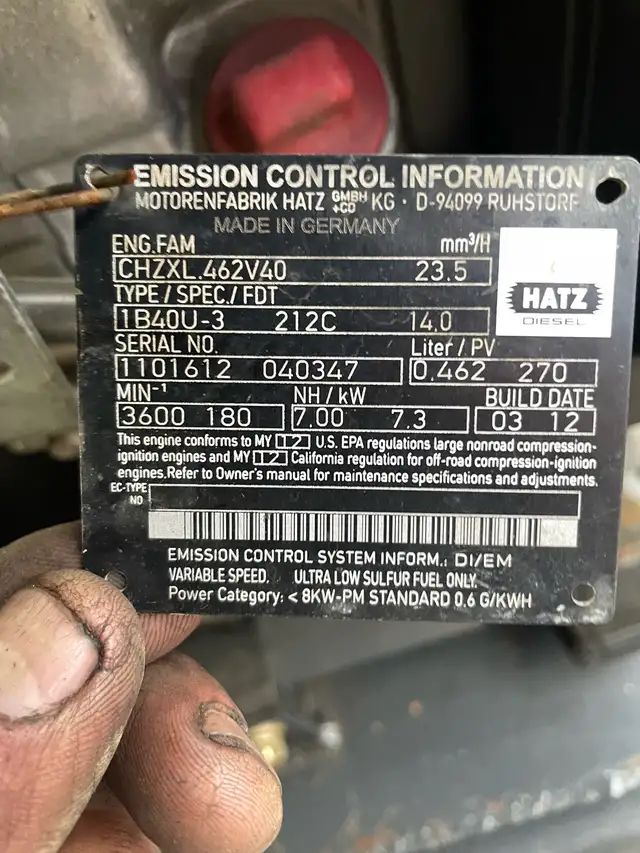 EMISSION CONTROL INFORMATION
MOTORENFABRIK HATZ GMBH +CO KG · D-94099 RUHSTORF
MADE IN GERMANY
ENG.FAM mm³/H
CHZXL.462V40 23.5
TYPE / SPEC./ FDT
HATZ
DIESEL
1B40U-3 212C 14.0
SERIAL NO. Liter / PV
1101612 040347 0.462 270
MIN⁻¹ NH / kW BUILD DATE
3600 180 7.00 7.3 03 12
This engine conforms to MY 12 U.S. EPA regulations large nonroad compression-
ignition engines and MY 12 California regulation for off-road compression-ignition
engines.Refer to Owner's manual for maintenance specifications and adjustments.
EC-TYPE
NO
EMISSION CONTROL SYSTEM INFORM.: DI/EM
VARIABLE SPEED. ULTRA LOW SULFUR FUEL ONLY.
Power Category: < 8KW-PM STANDARD 0.6 G/KWH